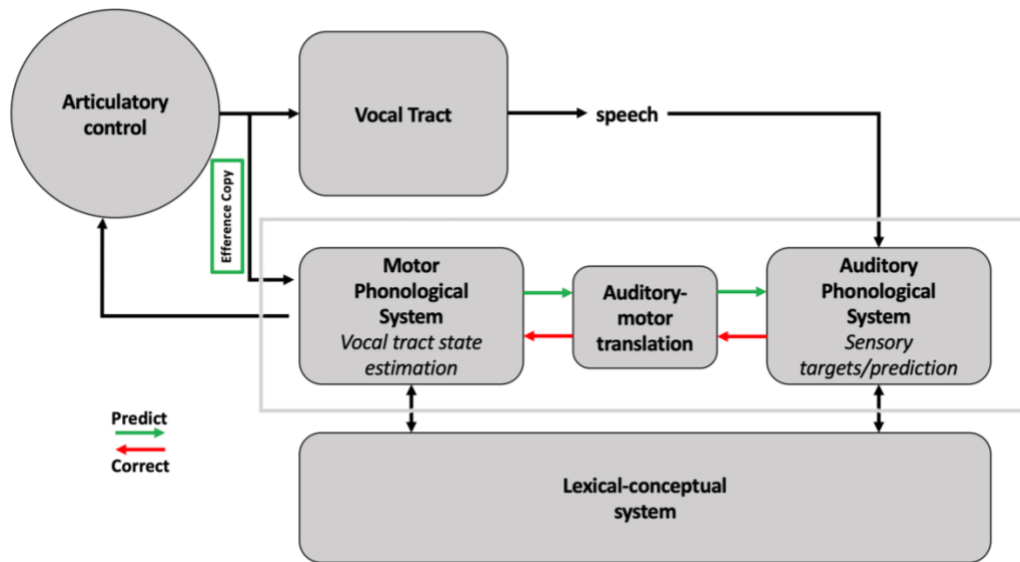 Articulatory
control
Vocal Tract
speech
Efference Copy
Motor
Phonological
System
Vocal tract state
estimation
Auditory-
motor
translation
Auditory
Phonological
System
Sensory
targets/prediction
Predict
Correct
Lexical-conceptual
system